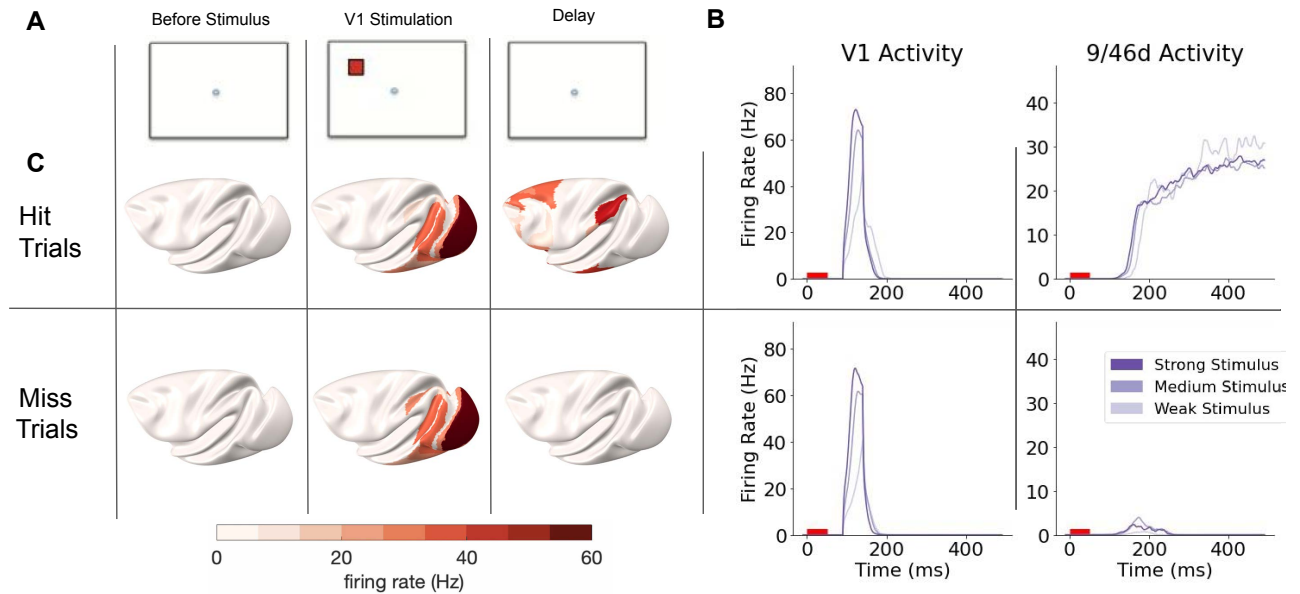 A
Before Stimulus
V1 Stimulation
Delay
C
Hit
Trials
Miss
Trials
0
20
40
60
firing rate (Hz)
B
V1 Activity
9/46d Activity
Firing Rate (Hz)
80
60
40
20
0
0
200
400
40
30
20
10
0
0
200
400
Firing Rate (Hz)
80
60
40
20
0
0
200
400
Time (ms)
40
30
20
10
0
Strong Stimulus
Medium Stimulus
Weak Stimulus
0
200
400
Time (ms)